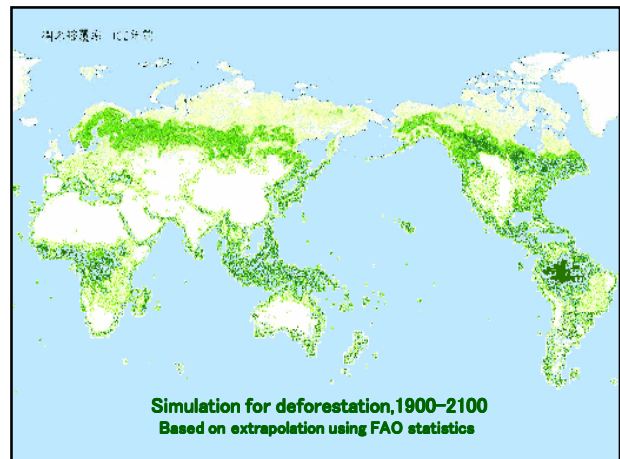 Simulation for deforestation,1900-2100
Based on extrapolation using FAO statistics